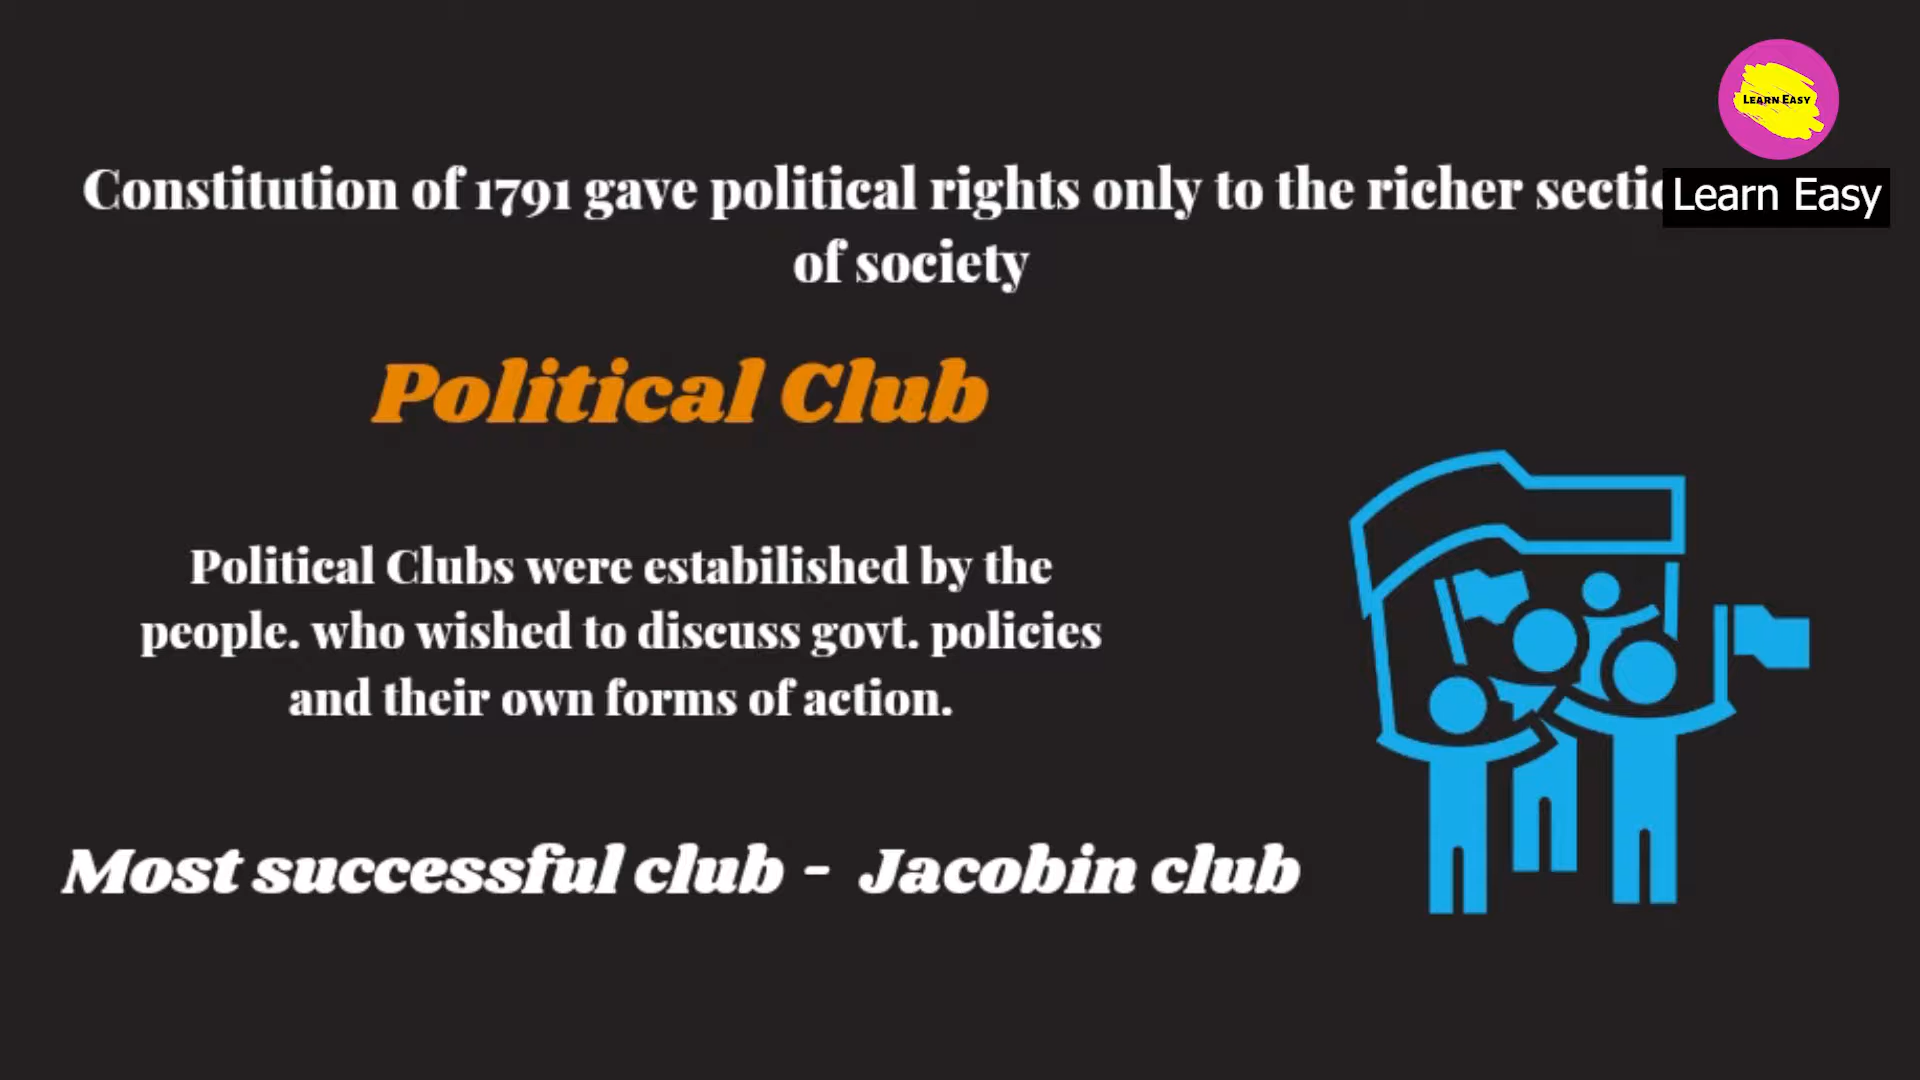 LEARN EASY
Learn Easy
Constitution of 1791 gave political rights only to the richer
of society
Political Club
Political Clubs were estabilished by the
people. who wished to discuss govt. policies
and their own forms of action.
Most successful club - Jacobin club